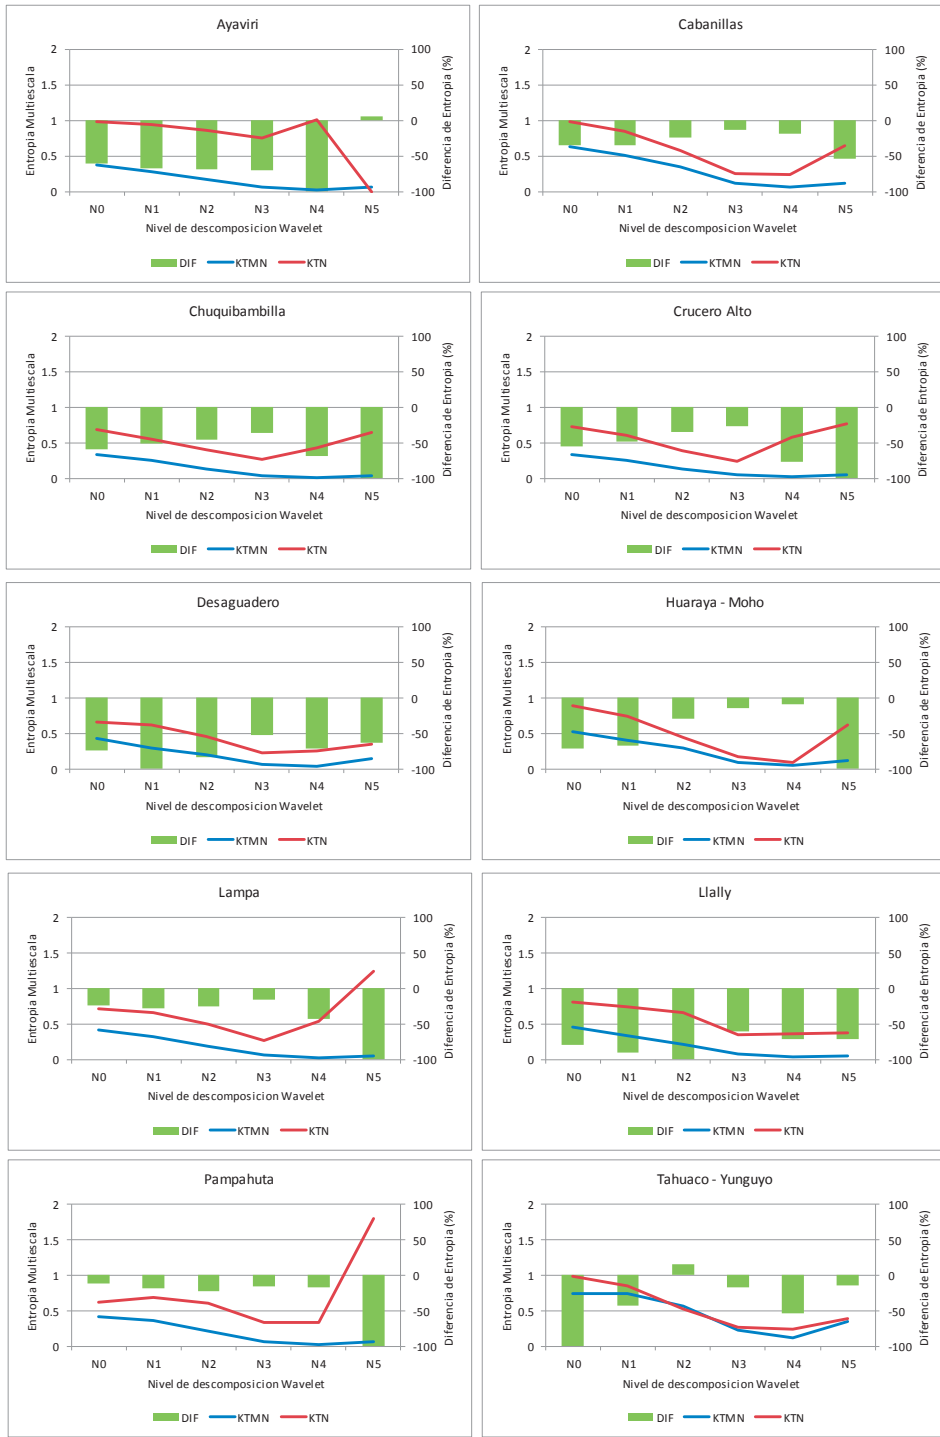 Ayaviri
Entropia Multiescala
2
1.5
1
0.5
0
100
50
0
-50
-100
Diferencia de Entropia (%)
N0 N1 N2 N3 N4 N5
Nivel de descomposicion Wavelet
DIF KTMN KTN
Cabanillas
Entropia Multiescala
2
1.5
1
0.5
0
100
50
0
-50
-100
Diferencia de Entropia (%)
N0 N1 N2 N3 N4 N5
Nivel de descomposicion Wavelet
DIF KTMN KTN
Chuquibambilla
Entropia Multiescala
2
1.5
1
0.5
0
100
50
0
-50
-100
Diferencia de Entropia (%)
N0 N1 N2 N3 N4 N5
Nivel de descomposicion Wavelet
DIF KTMN KTN
Crucero Alto
Entropia Multiescala
2
1.5
1
0.5
0
100
50
0
-50
-100
Diferencia de Entropia (%)
N0 N1 N2 N3 N4 N5
Nivel de descomposicion Wavelet
DIF KTMN KTN
Desaguadero
Entropia Multiescala
2
1.5
1
0.5
0
100
50
0
-50
-100
Diferencia de Entropia (%)
N0 N1 N2 N3 N4 N5
Nivel de descomposicion Wavelet
DIF KTMN KTN
Huaraya - Moho
Entropia Multiescala
2
1.5
1
0.5
0
100
50
0
-50
-100
Diferencia de Entropia (%)
N0 N1 N2 N3 N4 N5
Nivel de descomposicion Wavelet
DIF KTMN KTN
Lampa
Entropia Multiescala
2
1.5
1
0.5
0
100
50
0
-50
-100
Diferencia de Entropia (%)
N0 N1 N2 N3 N4 N5
Nivel de descomposicion Wavelet
DIF KTMN KTN
Llally
Entropia Multiescala
2
1.5
1
0.5
0
100
50
0
-50
-100
Diferencia de Entropia (%)
N0 N1 N2 N3 N4 N5
Nivel de descomposicion Wavelet
DIF KTMN KTN
Pampahuta
Entropia Multiescala
2
1.5
1
0.5
0
100
50
0
-50
-100
Diferencia de Entropia (%)
N0 N1 N2 N3 N4 N5
Nivel de descomposicion Wavelet
DIF KTMN KTN
Tahuaco - Yunguyo
Entropia Multiescala
2
1.5
1
0.5
0
100
50
0
-50
-100
Diferencia de Entropia (%)
N0 N1 N2 N3 N4 N5
Nivel de descomposicion Wavelet
DIF KTMN KTN